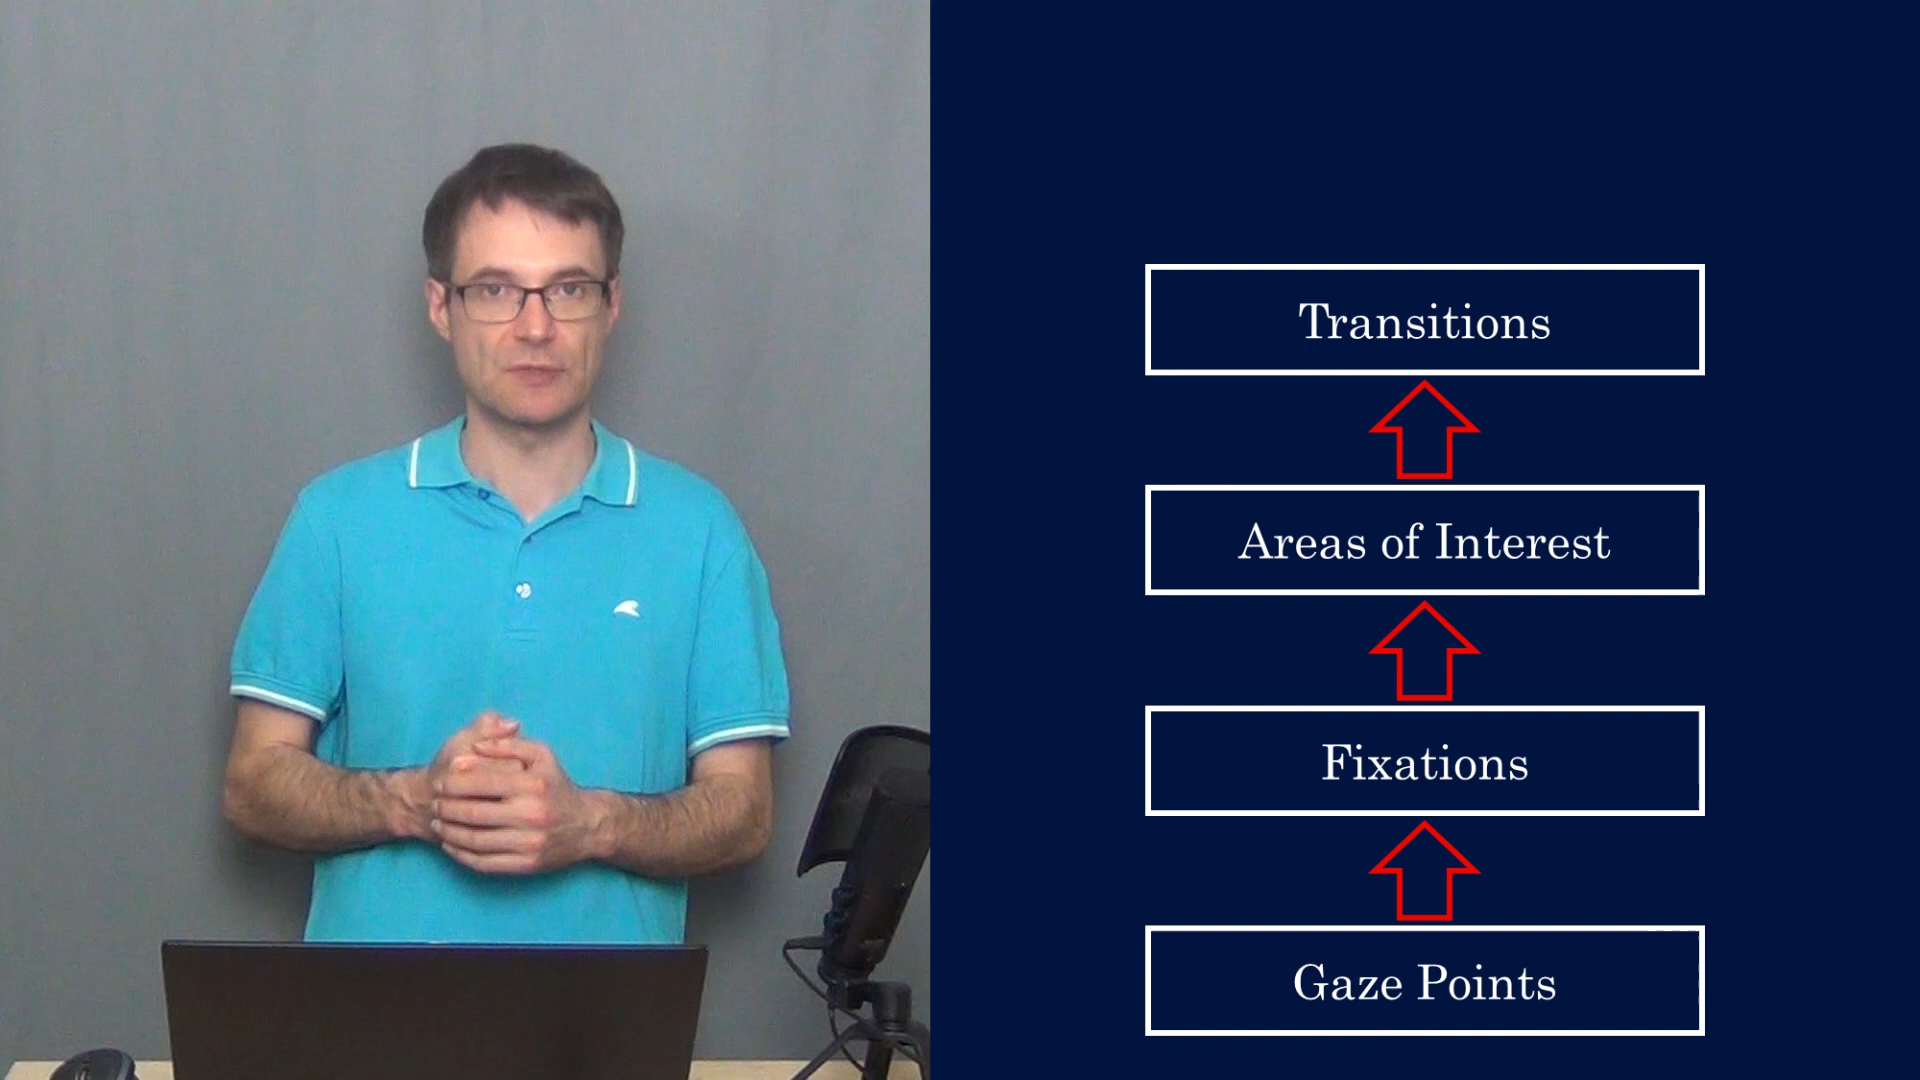 Transitions
Areas of Interest
Fixations
Gaze Points